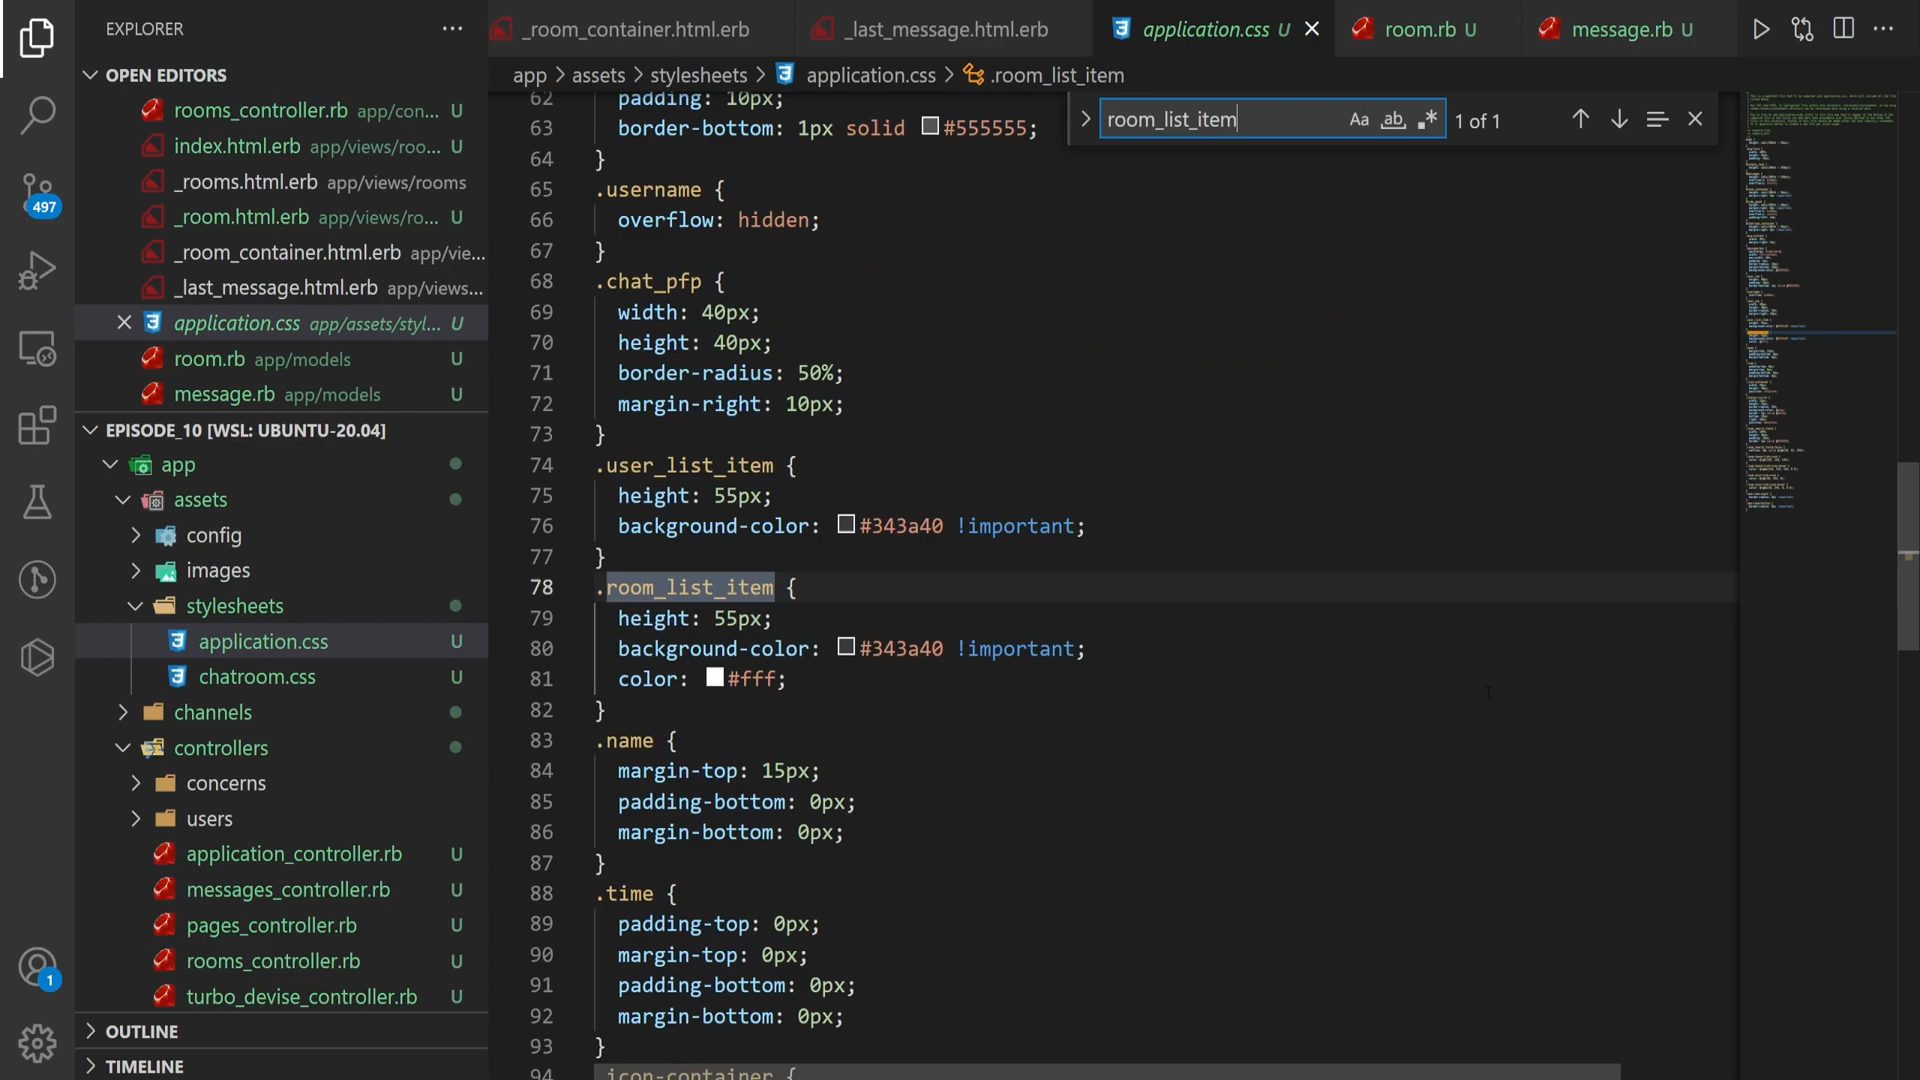 EXPLORER
_room_container.html.erb
_last_message.html.erb
application.css U
room.rb U
message.rb U
OPEN EDITORS
rooms_controller.rb app/con... U
index.html.erb app/views/roo... U
_rooms.html.erb app/views/rooms
_room.html.erb app/views/ro... U
_room_container.html.erb app/vie...
_last_message.html.erb app/views...
application.css app/assets/styl... U
room.rb app/models U
message.rb app/models U
EPISODE_10 [WSL: UBUNTU-20.04]
app
assets
config
images
stylesheets
application.css U
chatroom.css U
channels
controllers
concerns
users
application_controller.rb U
messages_controller.rb U
pages_controller.rb U
rooms_controller.rb U
turbo_devise_controller.rb U
OUTLINE
TIMELINE
497
1
app > assets > stylesheets > application.css > .room_list_item
room_list_item Aa ab .* 1 of 1
62 padding: 10px;
63 border-bottom: 1px solid #555555;
64 }
65 .username {
66 overflow: hidden;
67 }
68 .chat_pfp {
69 width: 40px;
70 height: 40px;
71 border-radius: 50%;
72 margin-right: 10px;
73 }
74 .user_list_item {
75 height: 55px;
76 background-color: #343a40 !important;
77 }
78 .room_list_item {
79 height: 55px;
80 background-color: #343a40 !important;
81 color: #fff;
82 }
83 .name {
84 margin-top: 15px;
85 padding-bottom: 0px;
86 margin-bottom: 0px;
87 }
88 .time {
89 padding-top: 0px;
90 margin-top: 0px;
91 padding-bottom: 0px;
92 margin-bottom: 0px;
93 }
94 .icon-container {